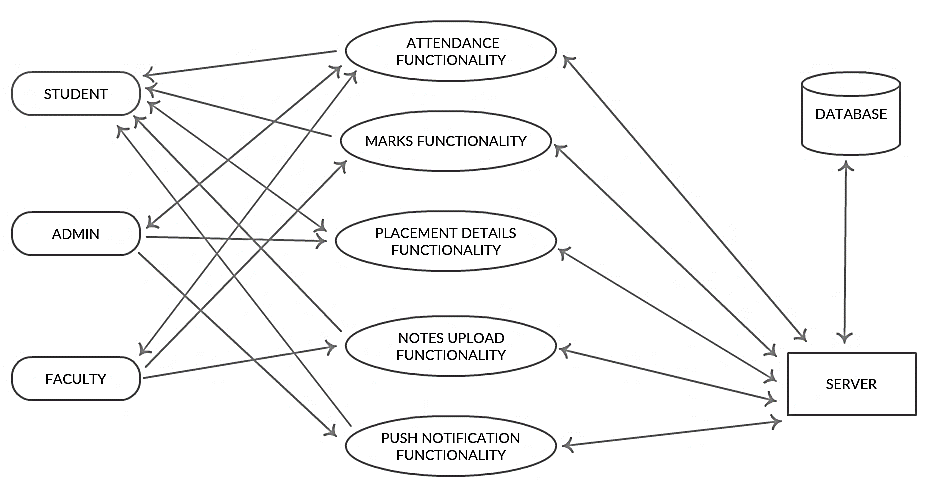 STUDENT
ADMIN
FACULTY
ATTENDANCE
FUNCTIONALITY
MARKS FUNCTIONALITY
PLACEMENT DETAILS
FUNCTIONALITY
NOTES UPLOAD
FUNCTIONALITY
PUSH NOTIFICATION
FUNCTIONALITY
DATABASE
SERVER